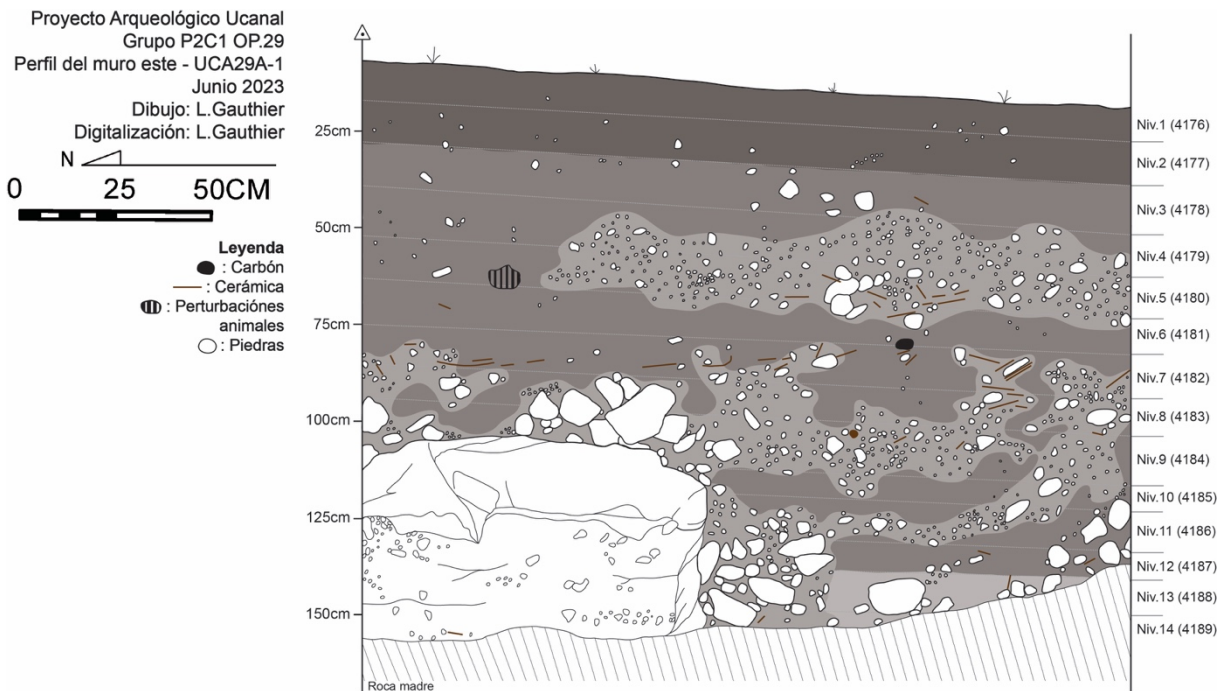 Proyecto Arqueológico Ucanal
Grupo P2C1 OP.29
Perfil del muro este - UCA29A-1
Junio 2023
Dibujo: L.Gauthier
Digitalización: L.Gauthier
N
0 25 50CM
Leyenda
: Carbón
: Cerámica
: Perturbaciónes
animales
: Piedras
25cm
50cm
75cm
100cm
125cm
150cm
Niv.1 (4176)
Niv.2 (4177)
Niv.3 (4178)
Niv.4 (4179)
Niv.5 (4180)
Niv.6 (4181)
Niv.7 (4182)
Niv.8 (4183)
Niv.9 (4184)
Niv.10 (4185)
Niv.11 (4186)
Niv.12 (4187)
Niv.13 (4188)
Niv.14 (4189)
Roca madre